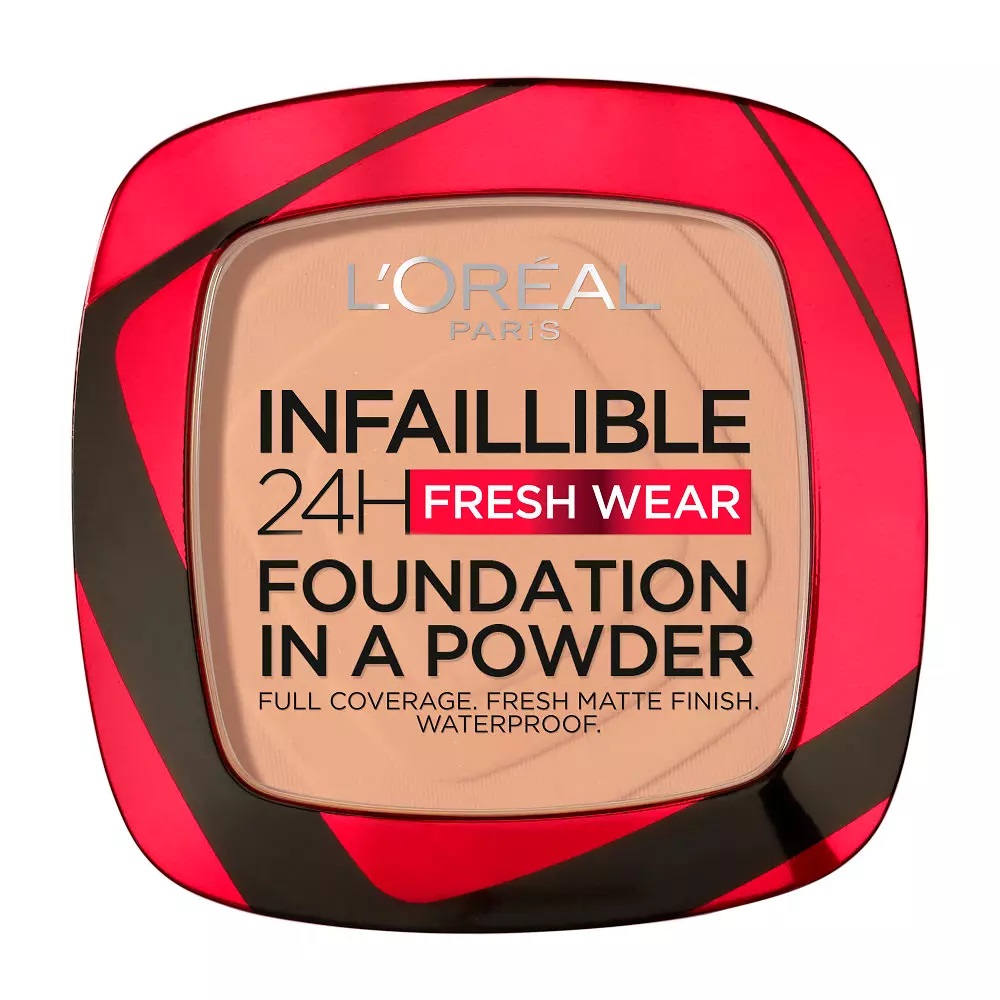 L'ORÉAL
PARiS
INFAILLIBLE
24H FRESH WEAR
FOUNDATION
IN A POWDER
FULL COVERAGE. FRESH MATTE FINISH.
WATERPROOF.